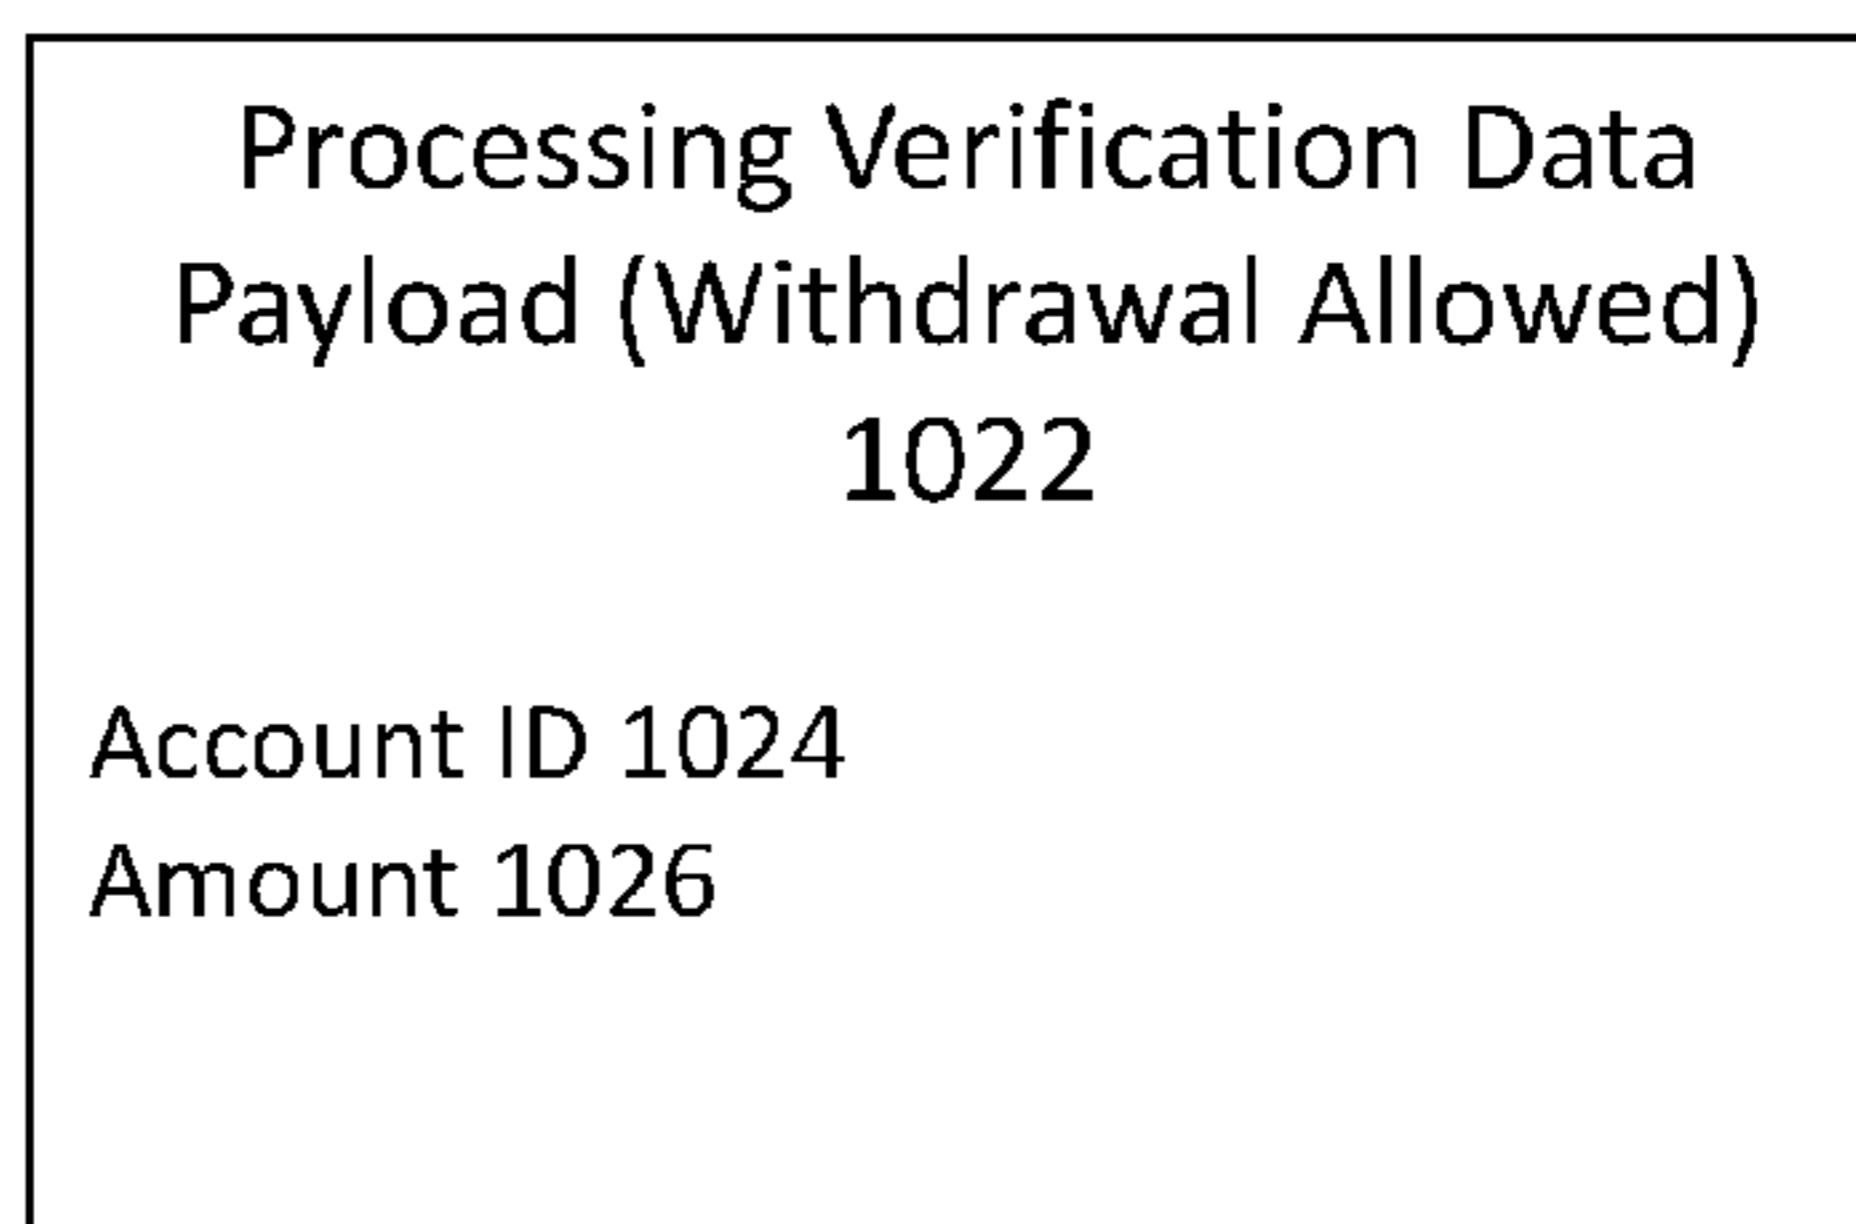 Processing Verification Data
Payload (Withdrawal Allowed)
1022
Account ID 1024
Amount 1026